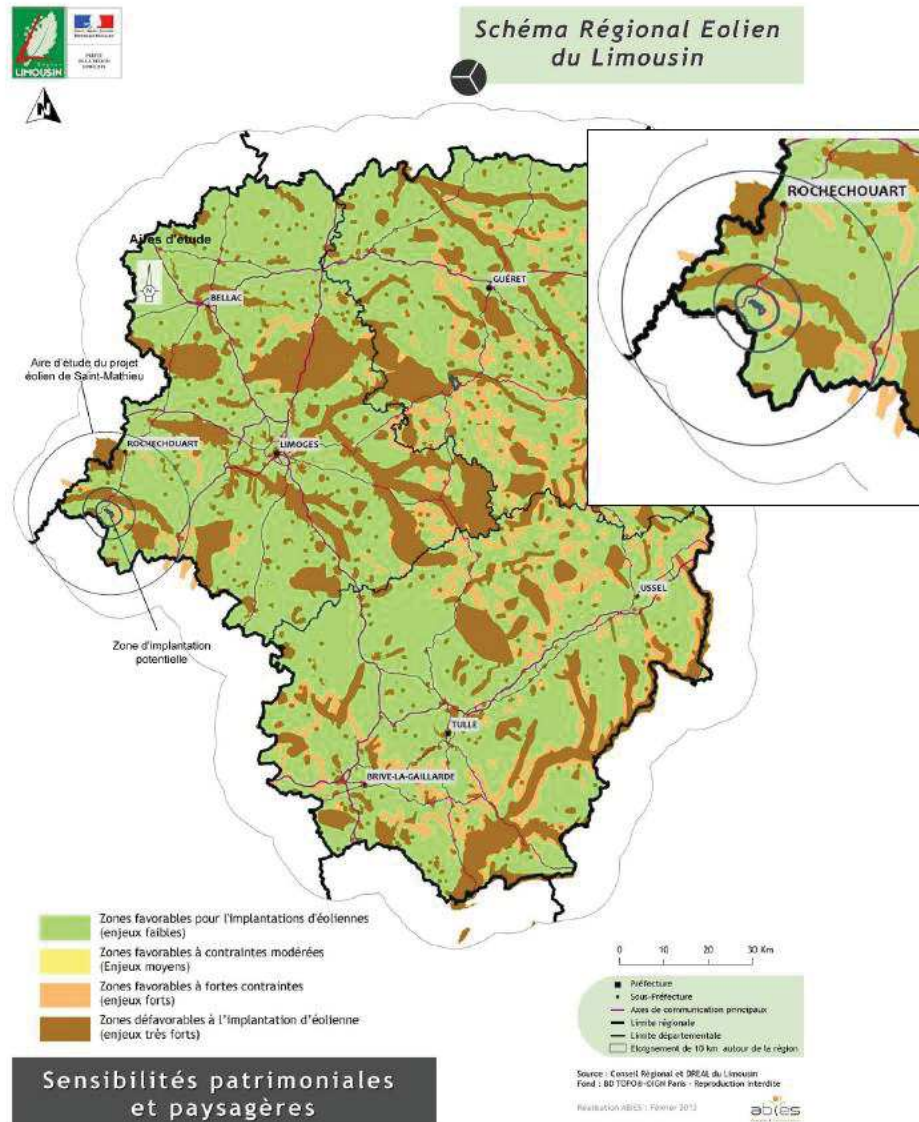 Schéma Régional Eolien
du Limousin
LIMOUSIN
N
ROCHECHOUART
Aires d'étude
N
BELLAC
GUÉRET
Aire d'étude du projet
éolien de Saint-Mathieu
ROCHECHOUART
LIMOGES
USSEL
Zone d'implantation
potentielle
TULLE
BRIVE-LA-GAILLARDE
Zones favorables pour l'implantations d'éoliennes
(enjeux faibles)
Zones favorables à contraintes modérées
(Enjeux moyens)
Zones favorables à fortes contraintes
(enjeux forts)
Zones défavorables à l'implantation d'éolienne
(enjeux très forts)
0 10 20 30 Km
Préfecture
Sous-Préfecture
Axes de communication principaux
Limite régionale
Limite départementale
Eloignement de 10 km autour de la région
Sensibilités patrimoniales
et paysagères
Source : Conseil Régional et DREAL du Limousin
Fond : BD TOPO®-©IGN Paris - Reproduction interdite
Réalisation ABIES : Février 2013
abies